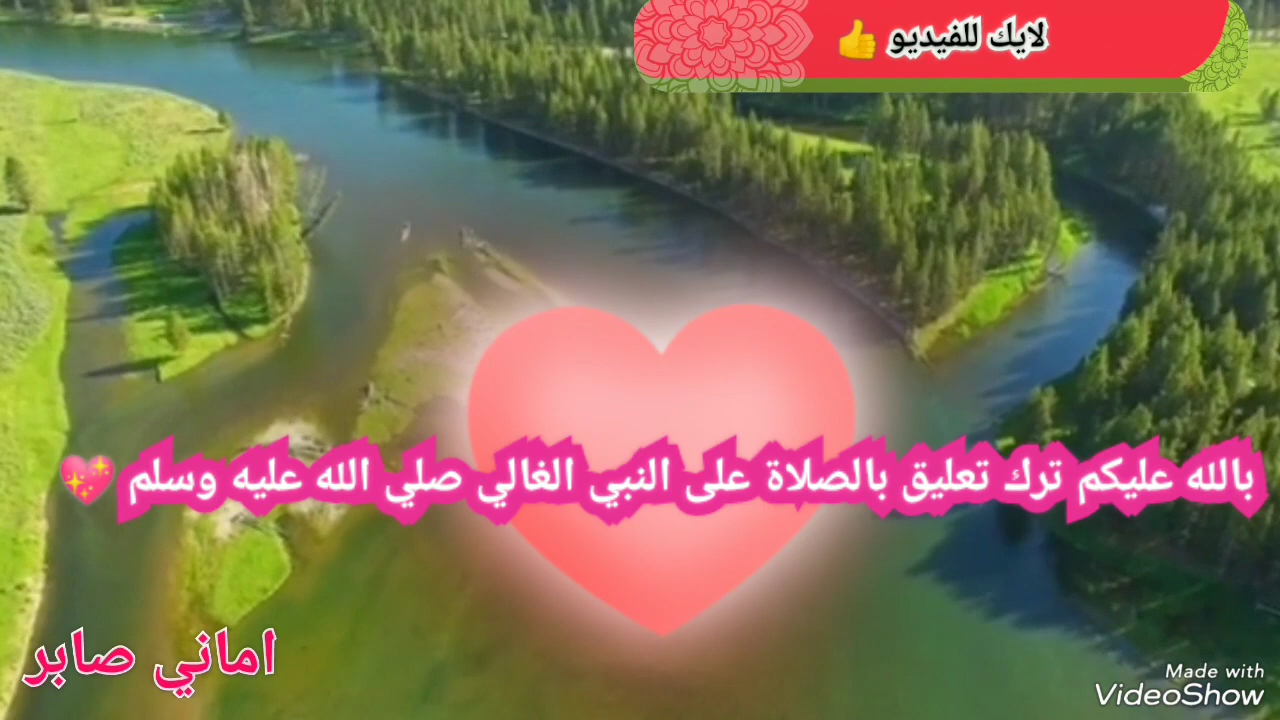 لايك للفيديو 👍
بالله عليكم ترك تعليق بالصلاة على النبي الغالي صلي الله عليه وسلم 💖
اماني صابر
Made with
VideoShow